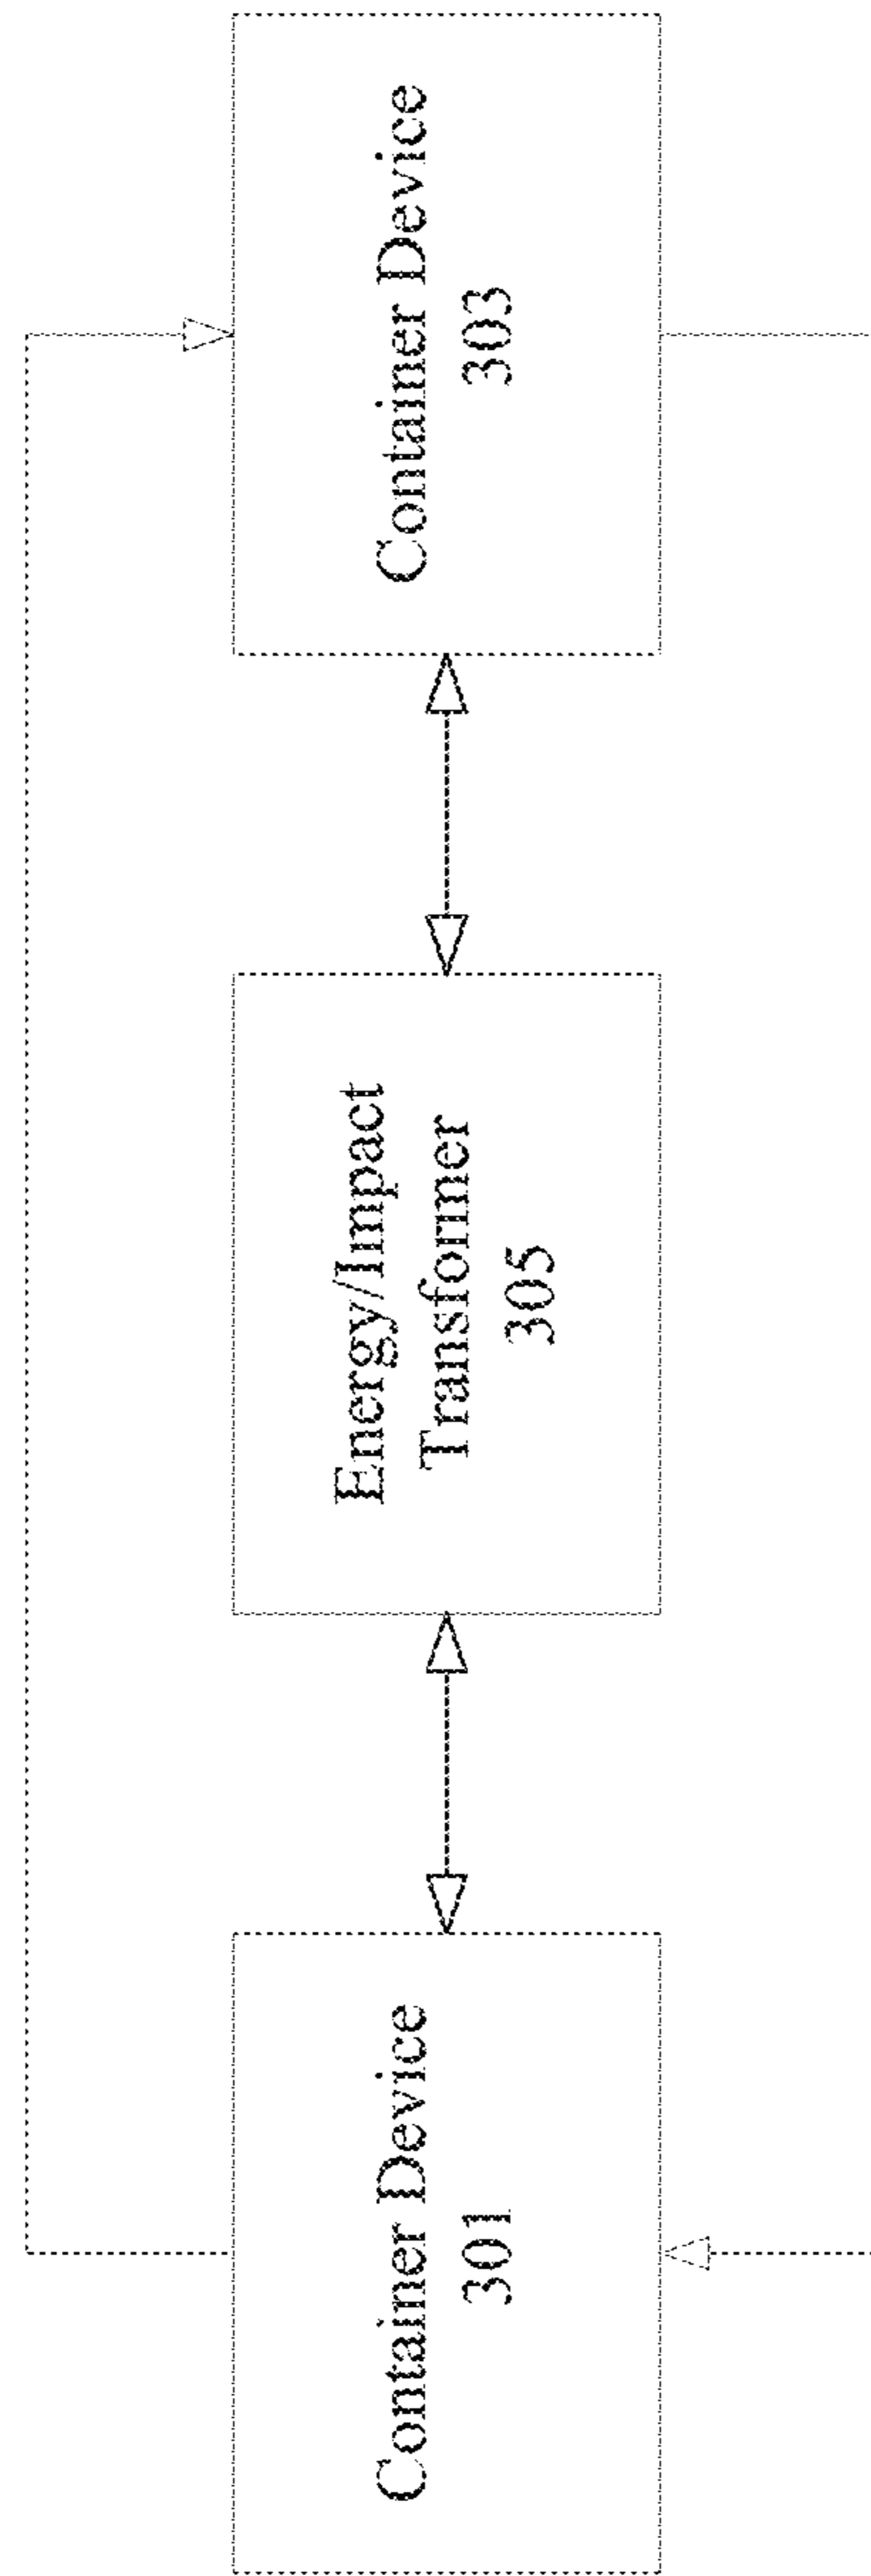 Container Device
301
Energy/Impact
Transformer
305
Container Device
303